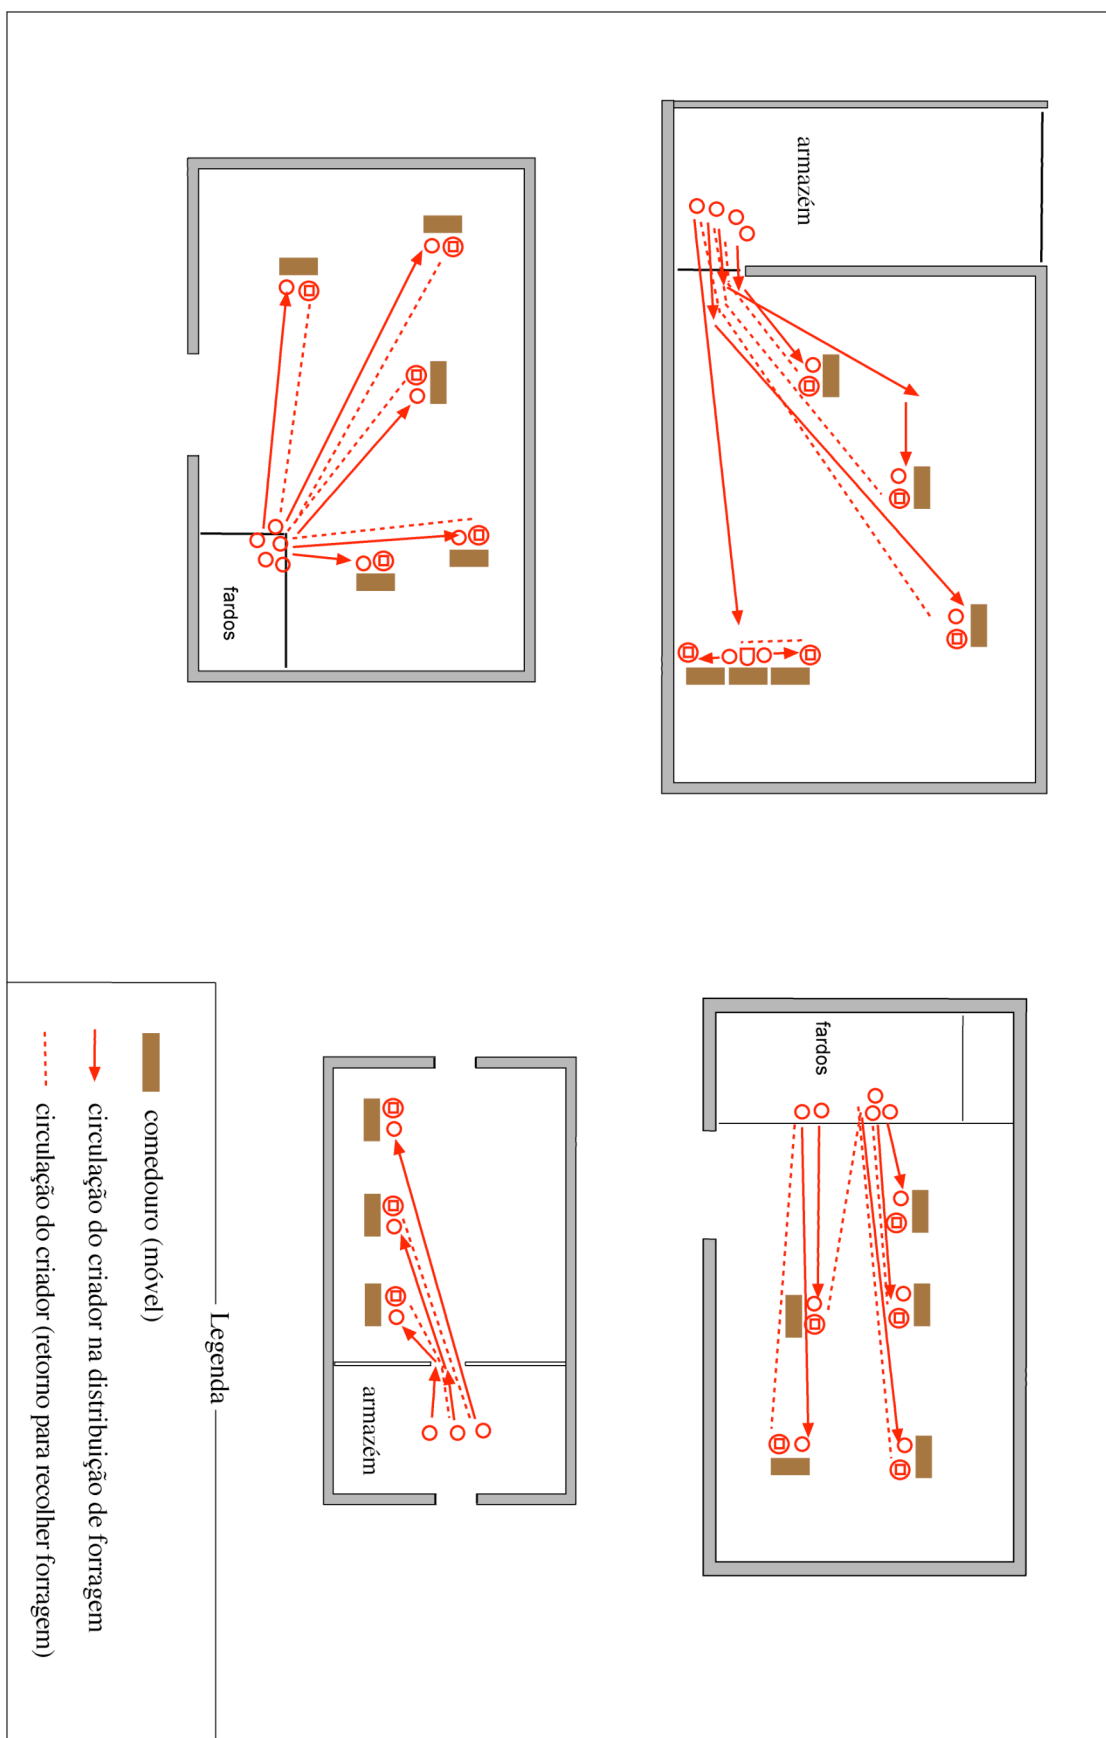 armazém
fardos
fardos
armazém
Legenda
comedouro (móvel)
circulação do criador na distribuição de forragem
circulação do criador (retorno para recolher forragem)